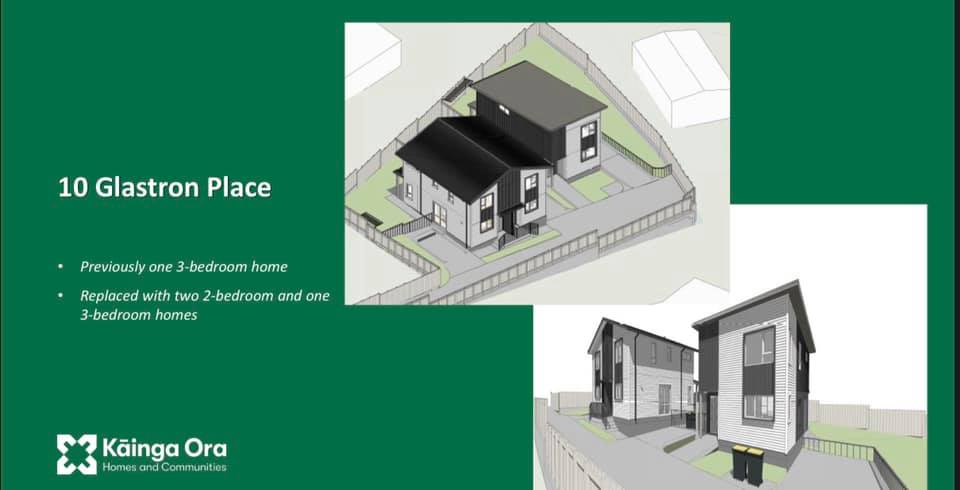 10 Glastron Place
• Previously one 3-bedroom home
• Replaced with two 2-bedroom and one
3-bedroom homes
Kāinga Ora
Homes and Communities